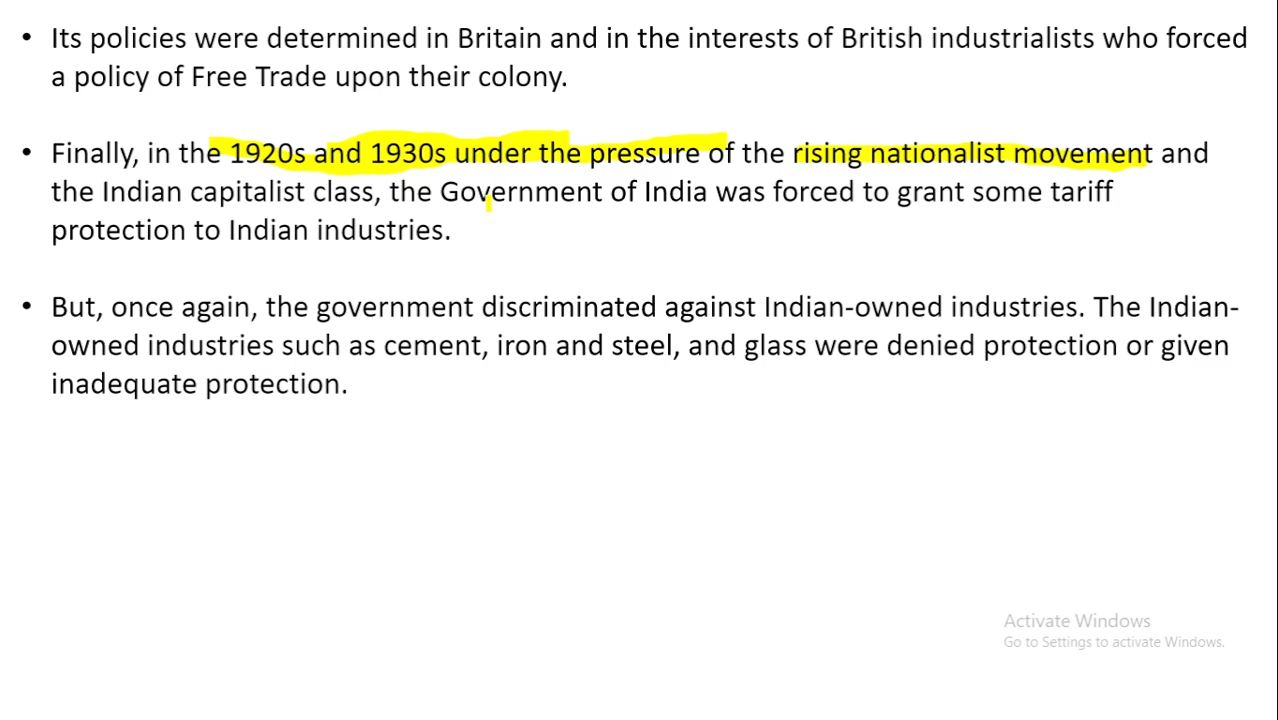 • Its policies were determined in Britain and in the interests of British industrialists who forced
a policy of Free Trade upon their colony.
• Finally, in the 1920s and 1930s under the pressure of the rising nationalist movement and
the Indian capitalist class, the Government of India was forced to grant some tariff
protection to Indian industries.
• But, once again, the government discriminated against Indian-owned industries. The Indian-
owned industries such as cement, iron and steel, and glass were denied protection or given
inadequate protection.
Activate Windows
Go to Settings to activate Windows.